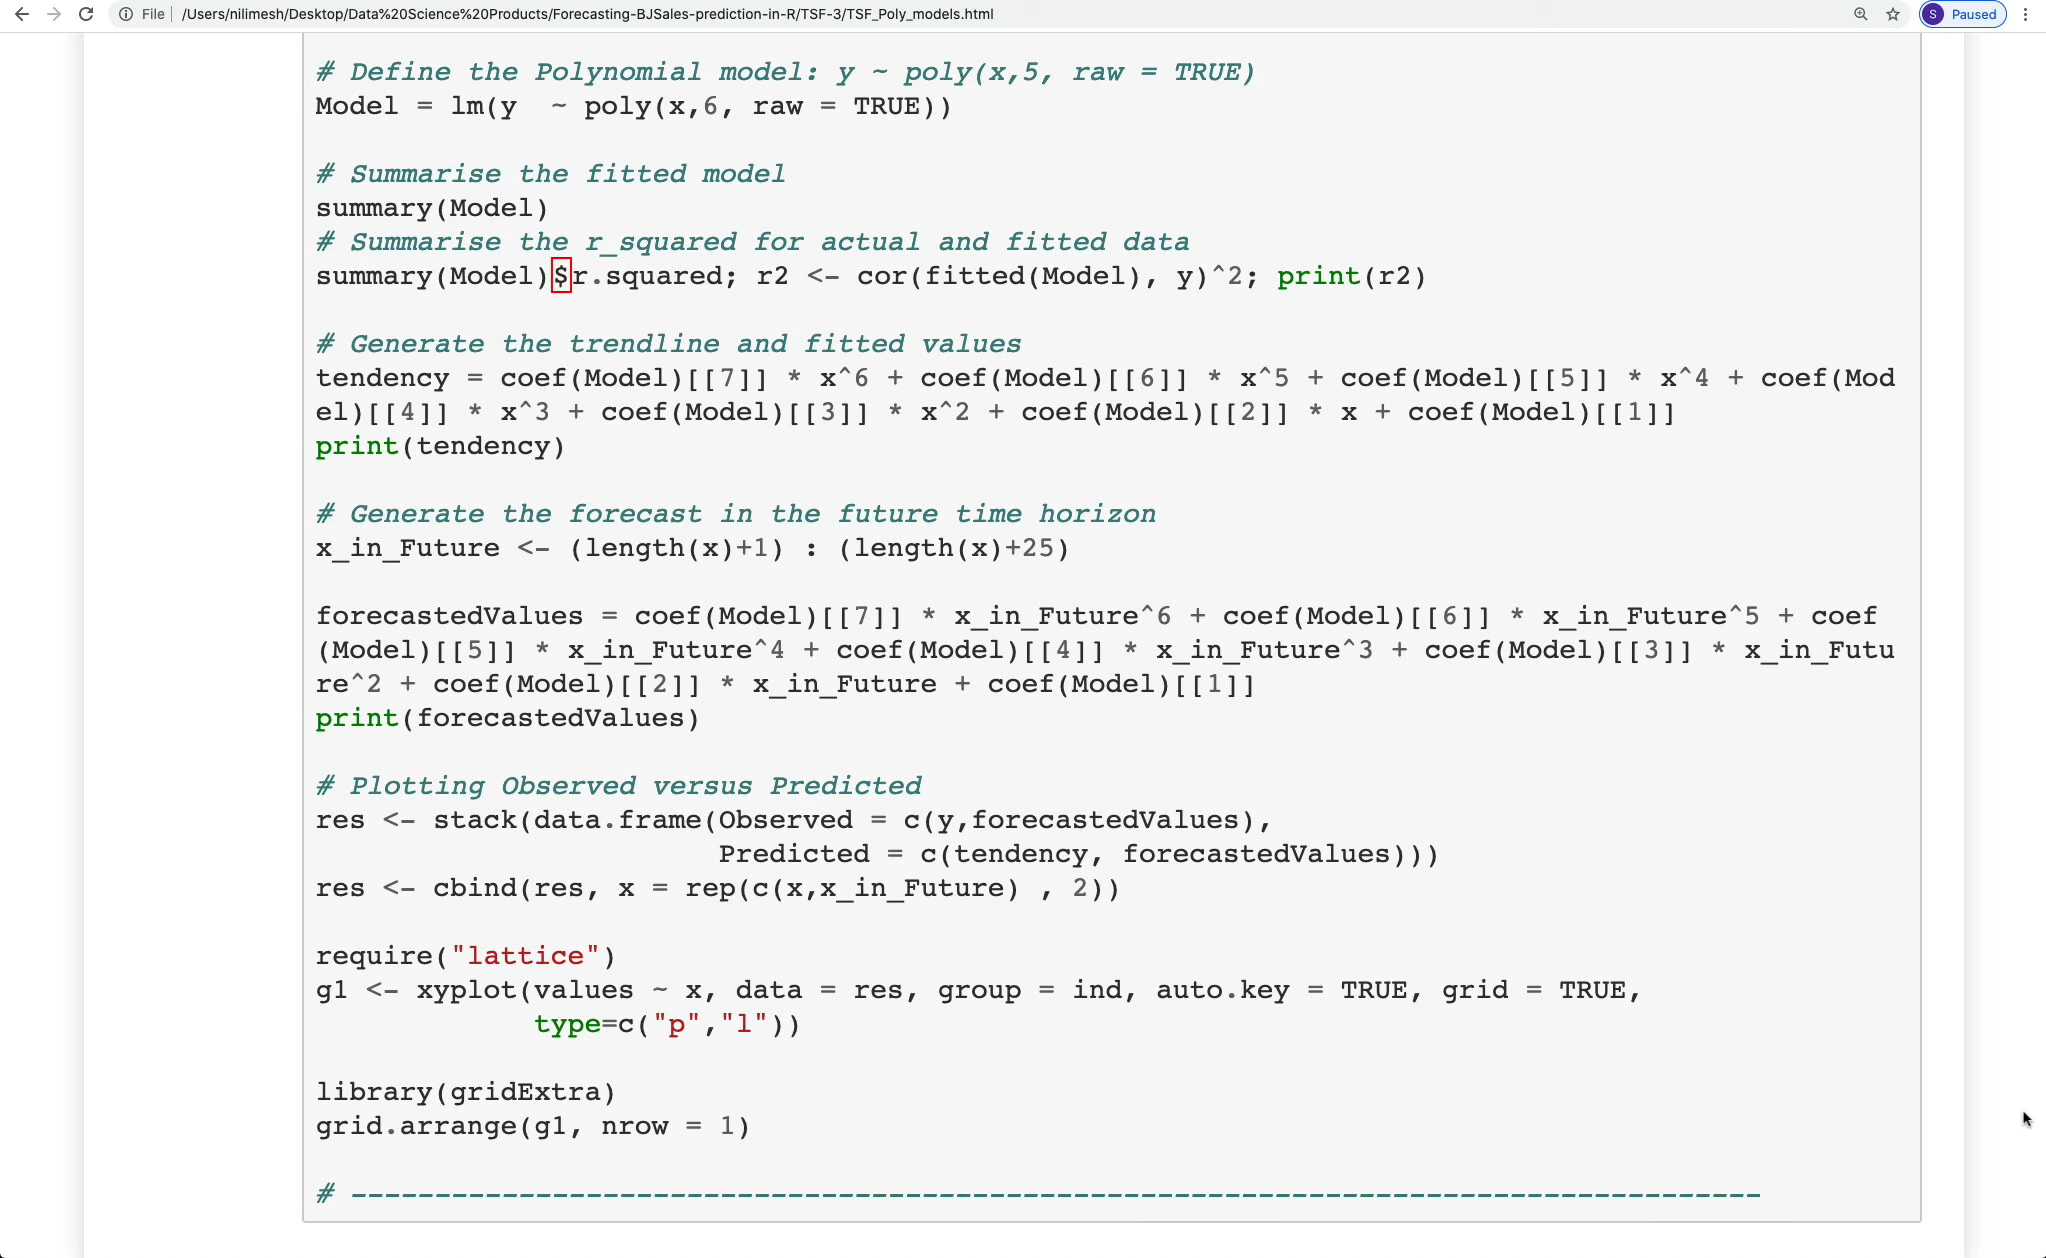 File | /Users/nilimesh/Desktop/Data%20Science%20Products/Forecasting-BJSales-prediction-in-R/TSF-3/TSF_Poly_models.html S Paused
# Define the Polynomial model: y ~ poly(x,5, raw = TRUE)
Model = lm(y  ~ poly(x,6, raw = TRUE))
# Summarise the fitted model
summary(Model)
# Summarise the r_squared for actual and fitted data
summary(Model)$r.squared; r2 <- cor(fitted(Model), y)^2; print(r2)
# Generate the trendline and fitted values
tendency = coef(Model)[[7]] * x^6 + coef(Model)[[6]] * x^5 + coef(Model)[[5]] * x^4 + coef(Mod
el)[[4]] * x^3 + coef(Model)[[3]] * x^2 + coef(Model)[[2]] * x + coef(Model)[[1]]
print(tendency)
# Generate the forecast in the future time horizon
x_in_Future <- (length(x)+1) : (length(x)+25)
forecastedValues = coef(Model)[[7]] * x_in_Future^6 + coef(Model)[[6]] * x_in_Future^5 + coef
(Model)[[5]] * x_in_Future^4 + coef(Model)[[4]] * x_in_Future^3 + coef(Model)[[3]] * x_in_Futu
re^2 + coef(Model)[[2]] * x_in_Future + coef(Model)[[1]]
print(forecastedValues)
# Plotting Observed versus Predicted
res <- stack(data.frame(Observed = c(y,forecastedValues),
                        Predicted = c(tendency, forecastedValues)))
res <- cbind(res, x = rep(c(x,x_in_Future) , 2))
require("lattice")
g1 <- xyplot(values ~ x, data = res, group = ind, auto.key = TRUE, grid = TRUE,
             type=c("p","l"))
library(gridExtra)
grid.arrange(g1, nrow = 1)
# ------------------------------------------------------------------------------------